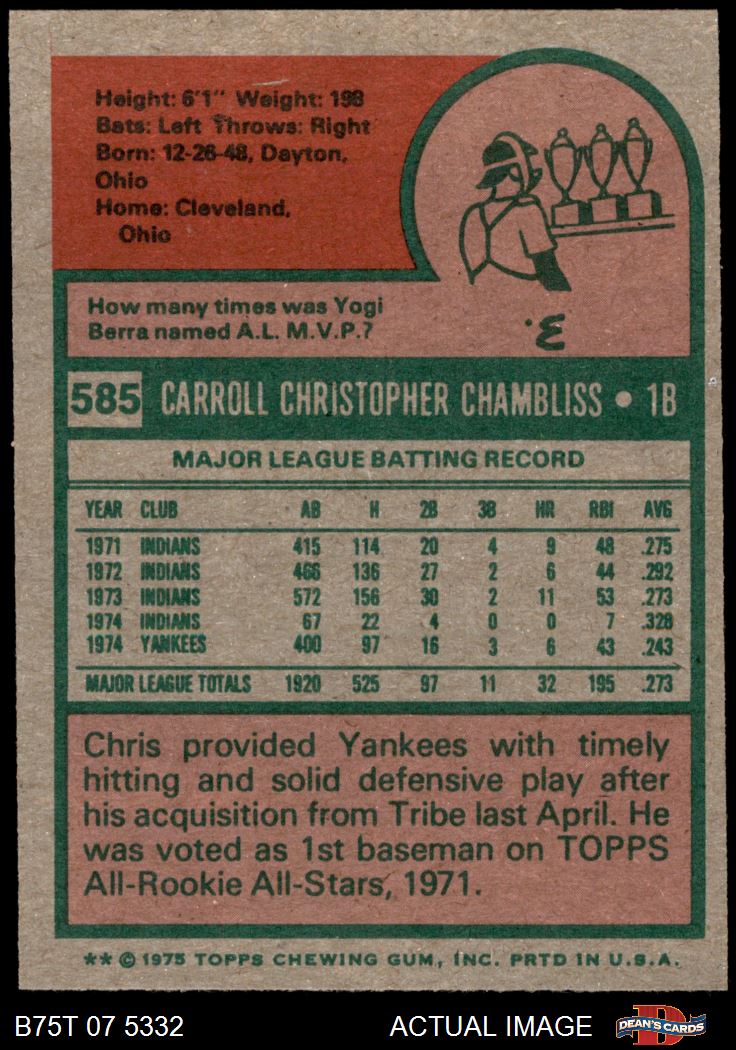 Height: 6'1" Weight: 198
Bats: Left Throws: Right
Born: 12-26-48, Dayton,
Ohio
Home: Cleveland,
Ohio
How many times was Yogi
Berra named A.L. M.V.P.?
3.
585 CARROLL CHRISTOPHER CHAMBLISS • 1B
MAJOR LEAGUE BATTING RECORD
YEAR CLUB AB H 2B 3B HR RBI AVG
1971 INDIANS 415 114 20 4 9 48 .275
1972 INDIANS 466 136 27 2 6 44 .292
1973 INDIANS 572 156 30 2 11 53 .273
1974 INDIANS 67 22 4 0 0 7 .328
1974 YANKEES 400 97 16 3 6 43 .243
MAJOR LEAGUE TOTALS 1920 525 97 11 32 195 .273
Chris provided Yankees with timely
hitting and solid defensive play after
his acquisition from Tribe last April. He
was voted as 1st baseman on TOPPS
All-Rookie All-Stars, 1971.
** © 1975 TOPPS CHEWING GUM, INC. PRTD IN U.S.A.
B75T 07 5332 ACTUAL IMAGE D DEAN'S CARDS